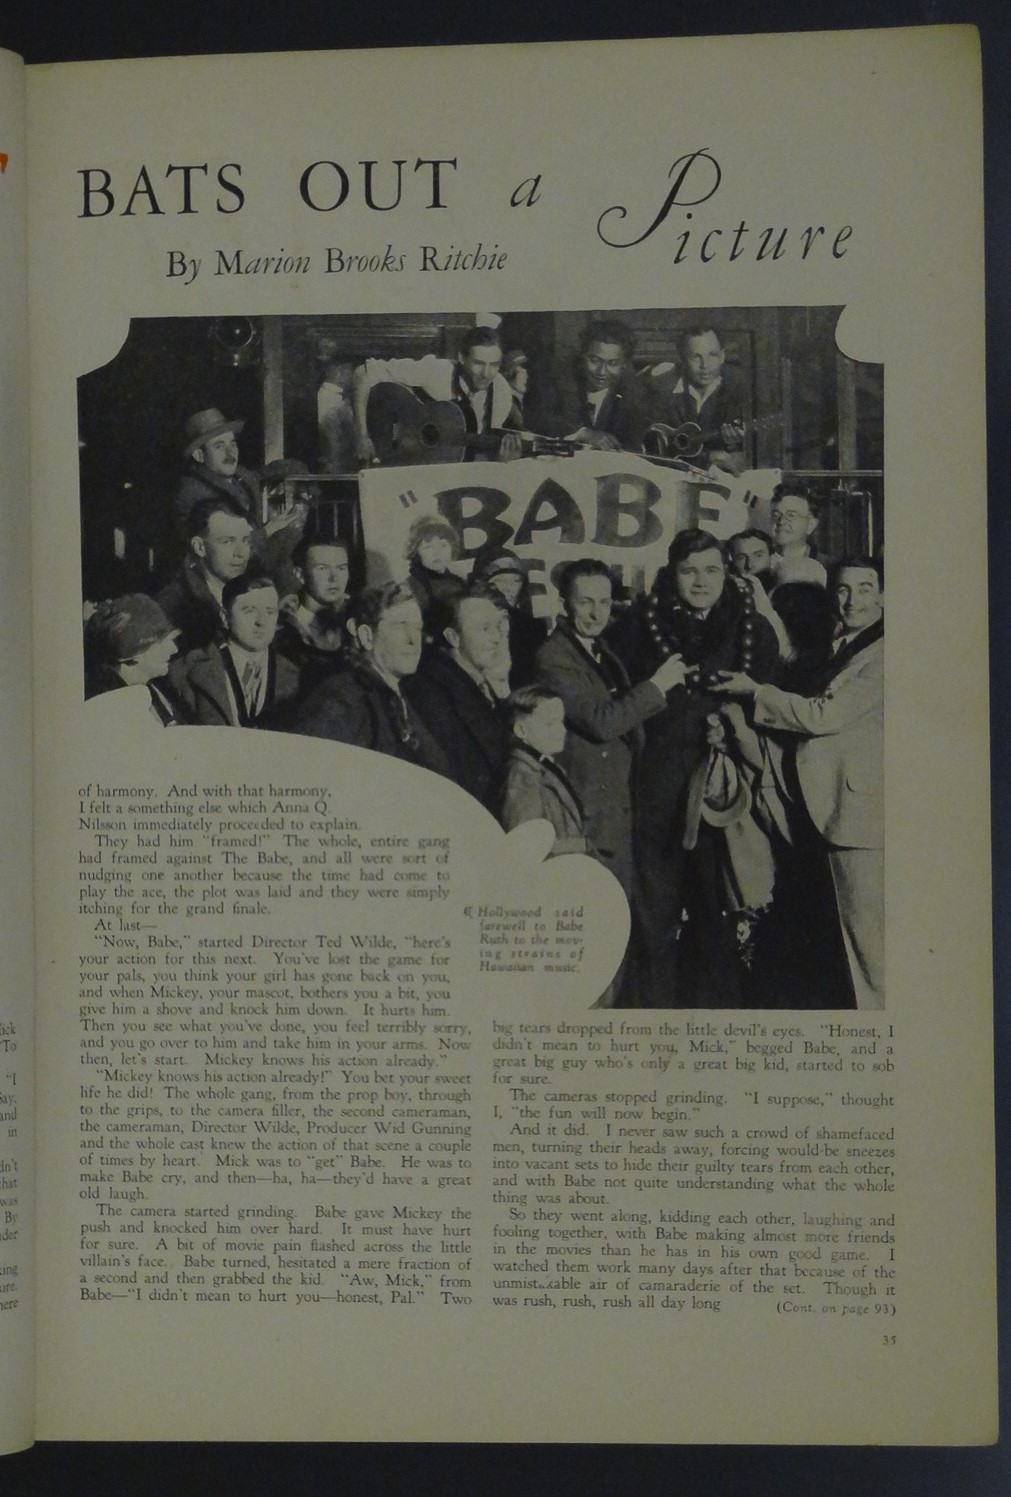 BATS OUT a Picture
By Marion Brooks Ritchie
"BABE"
of harmony. And with that harmony,
I felt a something else which Anna Q.
Nilsson immediately proceeded to explain.
They had him "framed!" The whole, entire gang
had framed against The Babe, and all were sort of
nudging one another because the time had come to
play the ace, the plot was laid and they were simply
itching for the grand finale.
At last—
"Now, Babe," started Director Ted Wilde, "here's
your action for this next. You've lost the game for
your pals, you think your girl has gone back on you,
and when Mickey, your mascot, bothers you a bit, you
give him a shove and knock him down. It hurts him.
Then you see what you've done, you feel terribly sorry,
and you go over to him and take him in your arms. Now
then, let's start. Mickey knows his action already."
"Mickey knows his action already!" You bet your sweet
life he did! The whole gang, from the prop boy, through
to the grips, to the camera filler, the second cameraman,
the cameraman, Director Wilde, Producer Wid Gunning
and the whole cast knew the action of that scene a couple
of times by heart. Mick was to "get" Babe. He was to
make Babe cry, and then—ha, ha—they'd have a great
old laugh.
The camera started grinding. Babe gave Mickey the
push and knocked him over hard. It must have hurt
for sure. A bit of movie pain flashed across the little
villain's face. Babe turned, hesitated a mere fraction of
a second and then grabbed the kid. "Aw, Mick," from
Babe—"I didn't mean to hurt you—honest, Pal." Two
Hollywood said
farewell to Babe
Ruth to the mov-
ing strains of
Hawaiian music.
big tears dropped from the little devil's eyes. "Honest, I
didn't mean to hurt you, Mick," begged Babe, and a
great big guy who's only a great big kid, started to sob
for sure.
The cameras stopped grinding. "I suppose," thought
I, "the fun will now begin."
And it did. I never saw such a crowd of shamefaced
men, turning their heads away, forcing would-be sneezes
into vacant sets to hide their guilty tears from each other,
and with Babe not quite understanding what the whole
thing was about.
So they went along, kidding each other, laughing and
fooling together, with Babe making almost more friends
in the movies than he has in his own good game. I
watched them work many days after that because of the
unmistakable air of camaraderie of the set. Though it
was rush, rush, rush all day long (Cont. on page 93)
35